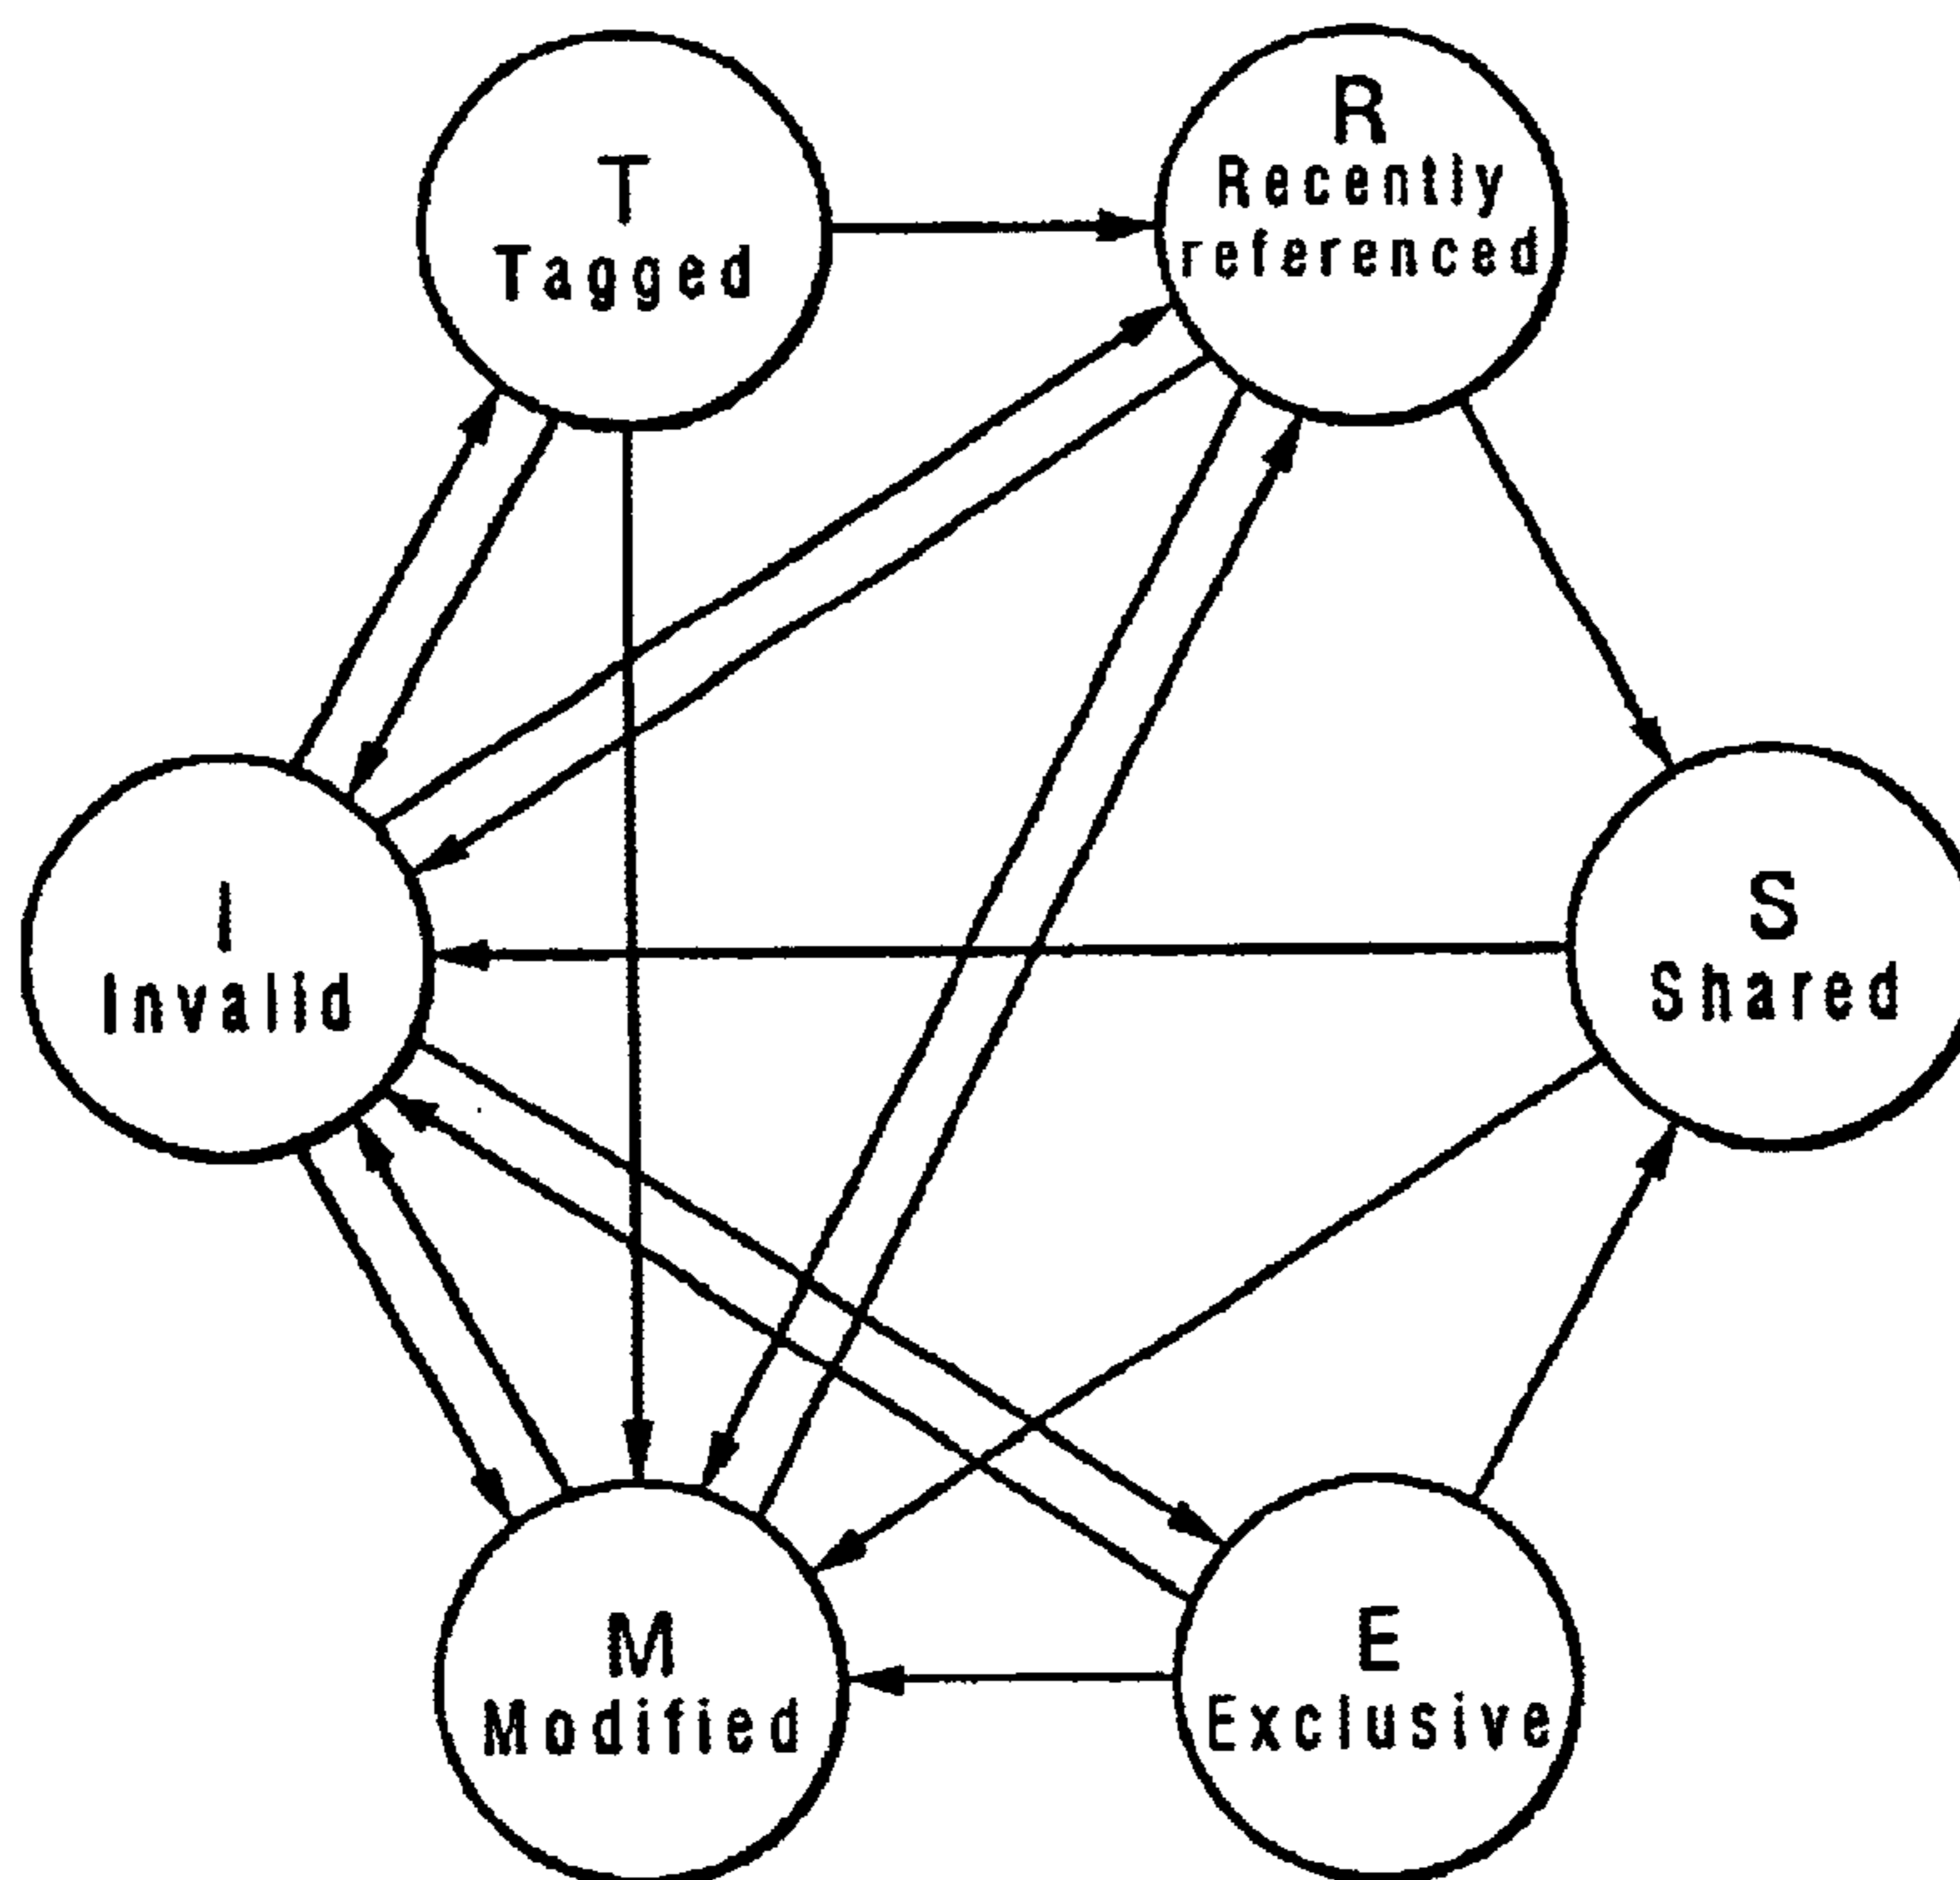 T
Tagged
R
Recently
referenced
I
Invalid
S
Shared
M
Modified
E
Exclusive